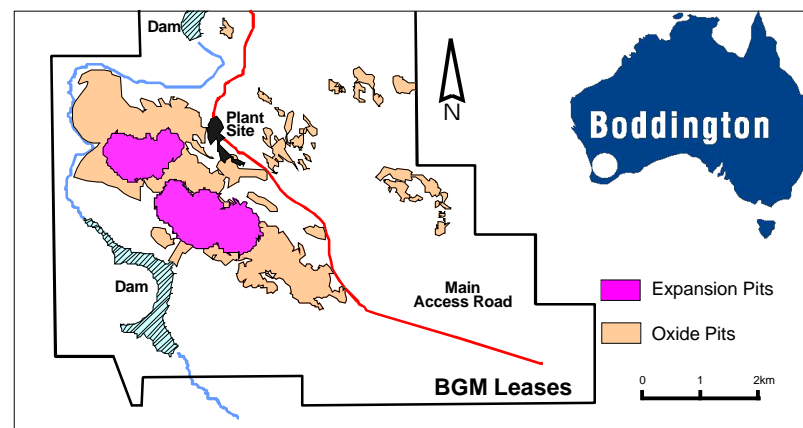 Dam
Plant
Site
N
Boddington
Dam
Main
Access Road
BGM Leases
Expansion Pits
Oxide Pits
0 1 2km